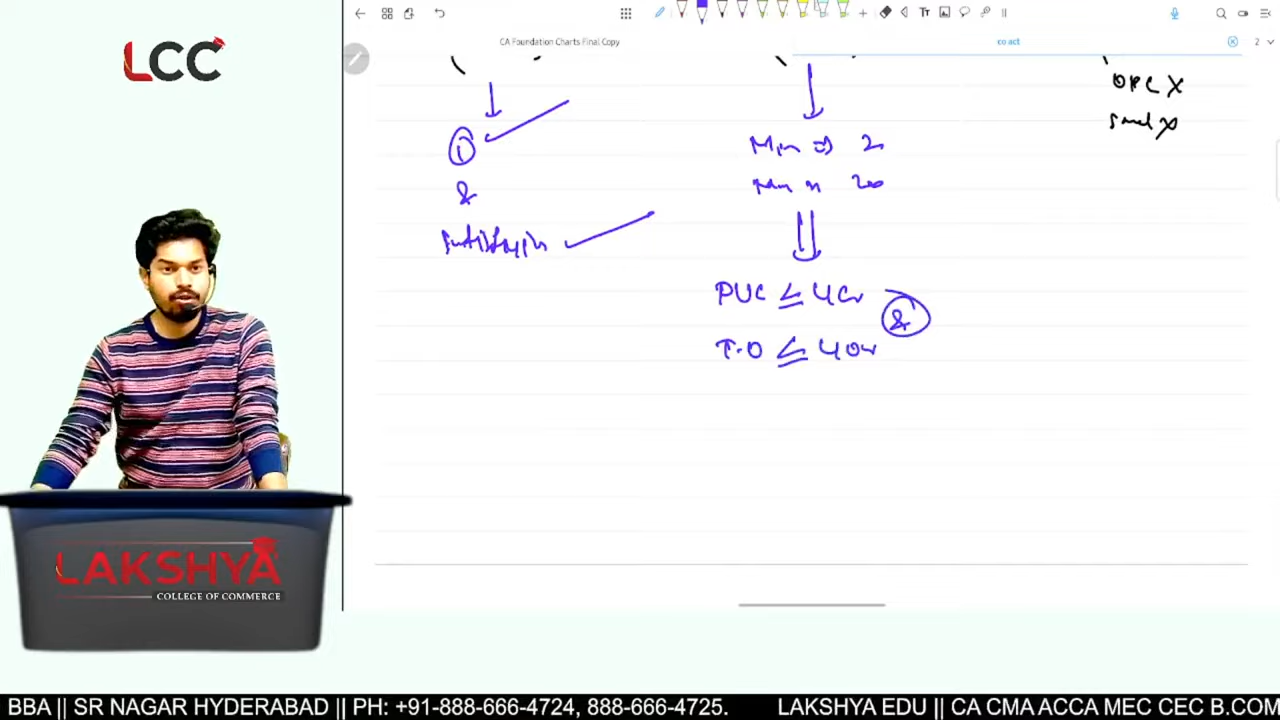 LCC
CA Foundation Charts Final Copy
co act
2
OPC X
Small X
①
&
Min ⇒ 2
200
PUC ≤ 4Cr
&
T.O ≤ 40Cr
LAKSHYA
COLLEGE OF COMMERCE
BBA || SR NAGAR HYDERABAD || PH: +91-888-666-4724, 888-666-4725. LAKSHYA EDU || CA CMA ACCA MEC CEC B.COM